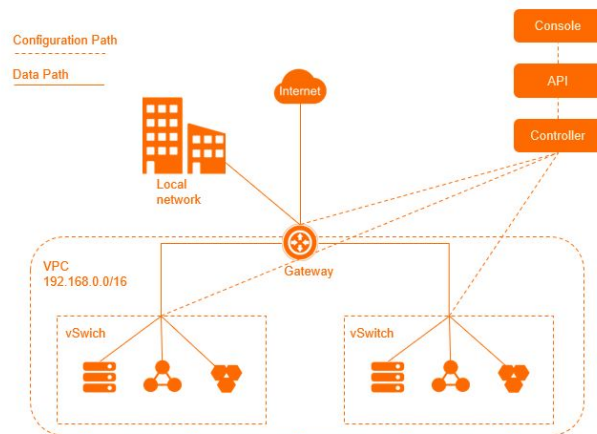 Configuration Path
Data Path
Console
API
Controller
Internet
Local
network
Gateway
VPC
192.168.0.0/16
vSwich
vSwitch